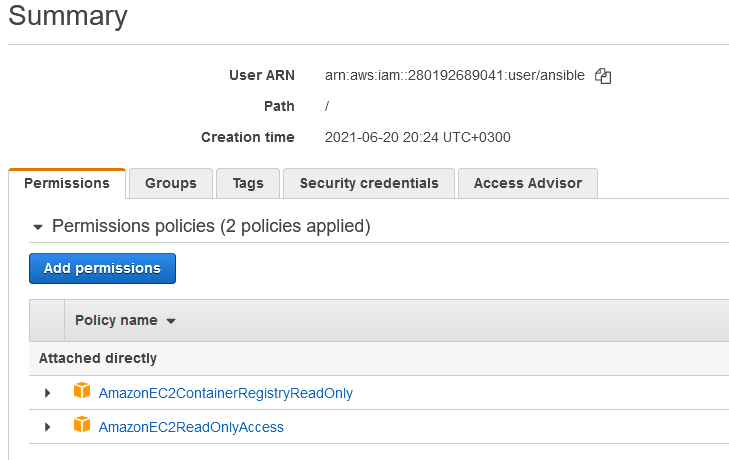 Summary
User ARN arn:aws:iam::280192689041:user/ansible
Path /
Creation time 2021-06-20 20:24 UTC+0300
Permissions Groups Tags Security credentials Access Advisor
Permissions policies (2 policies applied)
Add permissions
Policy name
Attached directly
AmazonEC2ContainerRegistryReadOnly
AmazonEC2ReadOnlyAccess